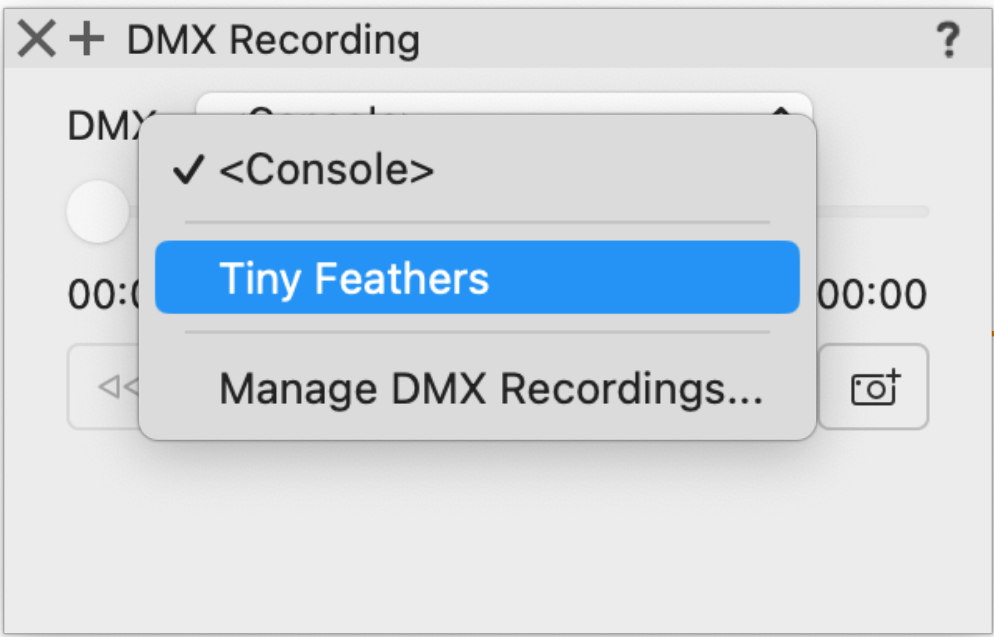 DMX Recording
?
DMX
<Console>
Tiny Feathers
00:00
Manage DMX Recordings...